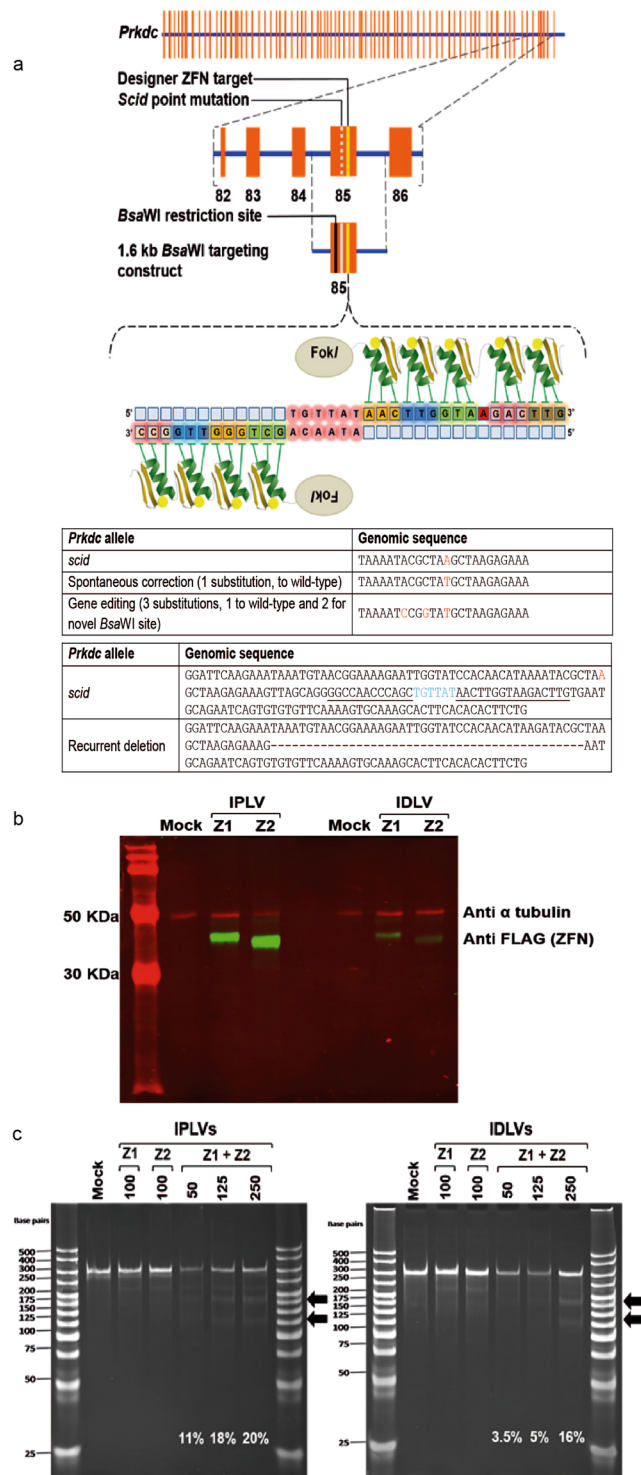 Prkdc
a
Designer ZFN target
Scid point mutation
82 83 84 85 86
BsaWI restriction site
1.6 kb BsaWI targeting
construct
85
FokI
5' TGTTATAACTTGGTAAGACTTG 3'
3' CCGGTTGGGTCGACAATA 5'
FokI
Prkdc allele Genomic sequence
scid TAAAATACGCTAAGCTAAGAGAAA
Spontaneous correction (1 substitution, to wild-type) TAAAATACGCTATGCTAAGAGAAA
Gene editing (3 substitutions, 1 to wild-type and 2 for
novel BsaWI site) TAAAATCCGGTATGCTAAGAGAAA
Prkdc allele Genomic sequence
GGATTCAAGAAATAAATGTAACGGAAAAGAATTGGTATCCACAACATAAAATACGCTAA
scid GCTAAGAGAAAGTTAGCAGGGGCCAACCCAGCTGTTATAACTTGGTAAGACTTGTGAAT
GCAGAATCAGTGTGTGTTCAAAAGTGCAAAGCACTTCACACACTTCTG
GGATTCAAGAAATAAATGTAACGGAAAAGAATTGGTATCCACAACATAAGATACGCTAA
Recurrent deletion GCTAAGAGAAAG--------------------------------------------AAT
GCAGAATCAGTGTGTGTTCAAAAGTGCAAAGCACTTCACACACTTCTG
b
IPLV IDLV
Mock Z1 Z2 Mock Z1 Z2
50 KDa Anti α tubulin
Anti FLAG (ZFN)
30 KDa
c
IPLVs IDLVs
Z1 Z2 Z1 + Z2 Z1 Z2 Z1 + Z2
Mock 100 100 50 125 250 Mock 100 100 50 125 250
Base pairs Base pairs
500 500
400 400
300 300
250 250
175 175
150 150
125 125
100 100
75 75
50 50
11% 18% 20% 3.5% 5% 16%
25 25